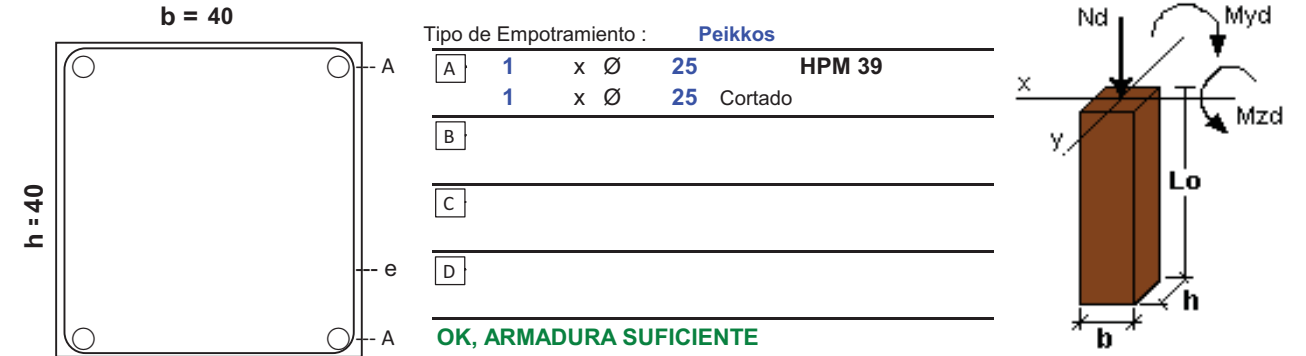 b = 40
h = 40
A
e
A
Tipo de Empotramiento : Peikkos
A 1 x Ø 25 HPM 39
1 x Ø 25 Cortado
B
C
D
OK, ARMADURA SUFICIENTE
Nd
Myd
x
Mzd
y
Lo
h
b